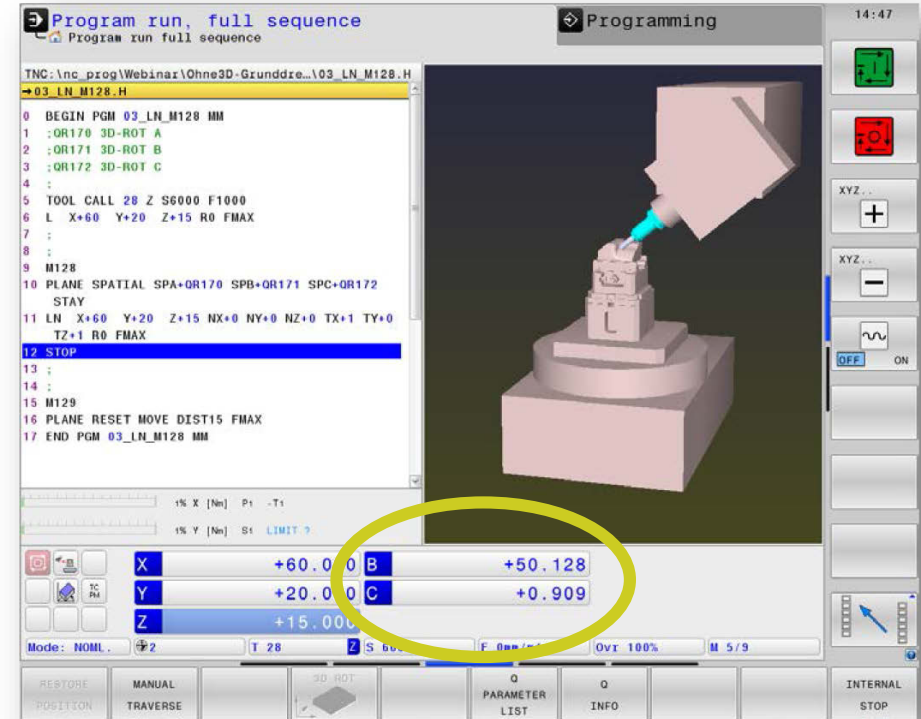 Program run, full sequence
Program run full sequence
Programming
14:47
TNC:\nc_prog\Webinar\Ohne3D-Grunddre…\03_LN_M128.H
→03_LN_M128.H
0 BEGIN PGM 03_LN_M128 MM
1 ;QR170 3D-ROT A
2 ;QR171 3D-ROT B
3 ;QR172 3D-ROT C
4 ;
5 TOOL CALL 28 Z S6000 F1000
6 L X+60 Y+20 Z+15 R0 FMAX
7 ;
8 ;
9 M128
10 PLANE SPATIAL SPA+QR170 SPB+QR171 SPC+QR172
STAY
11 LN X+60 Y+20 Z+15 NX+0 NY+0 NZ+0 TX+1 TY+0
TZ+1 R0 FMAX
12 STOP
13 ;
14 ;
15 M129
16 PLANE RESET MOVE DIST15 FMAX
17 END PGM 03_LN_M128 MM
1% X [Nm] P1 -T1
1% Y [Nm] S1 LIMIT ?
X +60.000 B +50.128
Y +20.000 C +0.909
Z +15.000
TC
PM
Mode: NOML. 2 T 28 Z S Ovr 100% M 5/9
XYZ..
+
XYZ..
−
OFF ON
RESTORE
POSITION
MANUAL
TRAVERSE
3D ROT
Q
PARAMETER
LIST
Q
INFO
INTERNAL
STOP